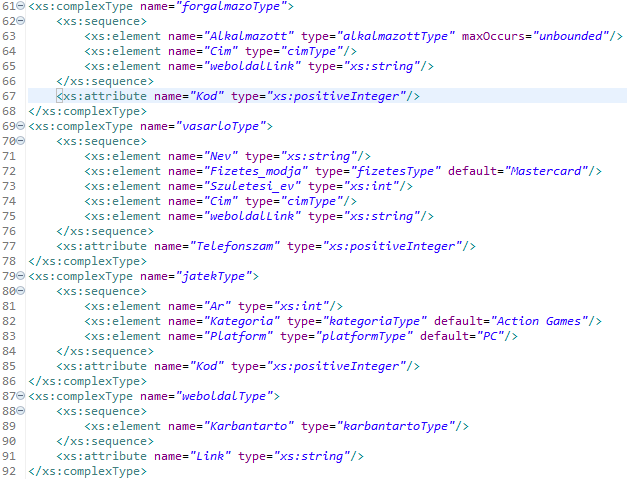 61 <xs:complexType name="forgalmazoType">
62 <xs:sequence>
63 <xs:element name="Alkalmazott" type="alkalmazottType" maxOccurs="unbounded"/>
64 <xs:element name="Cim" type="cimType"/>
65 <xs:element name="weboldalLink" type="xs:string"/>
66 </xs:sequence>
67 <xs:attribute name="Kod" type="xs:positiveInteger"/>
68 </xs:complexType>
69 <xs:complexType name="vasarloType">
70 <xs:sequence>
71 <xs:element name="Nev" type="xs:string"/>
72 <xs:element name="Fizetes_modja" type="fizetesType" default="Mastercard"/>
73 <xs:element name="Szuletesi_ev" type="xs:int"/>
74 <xs:element name="Cim" type="cimType"/>
75 <xs:element name="weboldalLink" type="xs:string"/>
76 </xs:sequence>
77 <xs:attribute name="Telefonszam" type="xs:positiveInteger"/>
78 </xs:complexType>
79 <xs:complexType name="jatekType">
80 <xs:sequence>
81 <xs:element name="Ar" type="xs:int"/>
82 <xs:element name="Kategoria" type="kategoriaType" default="Action Games"/>
83 <xs:element name="Platform" type="platformType" default="PC"/>
84 </xs:sequence>
85 <xs:attribute name="Kod" type="xs:positiveInteger"/>
86 </xs:complexType>
87 <xs:complexType name="weboldalType">
88 <xs:sequence>
89 <xs:element name="Karbantarto" type="karbantartoType"/>
90 </xs:sequence>
91 <xs:attribute name="Link" type="xs:string"/>
92 </xs:complexType>